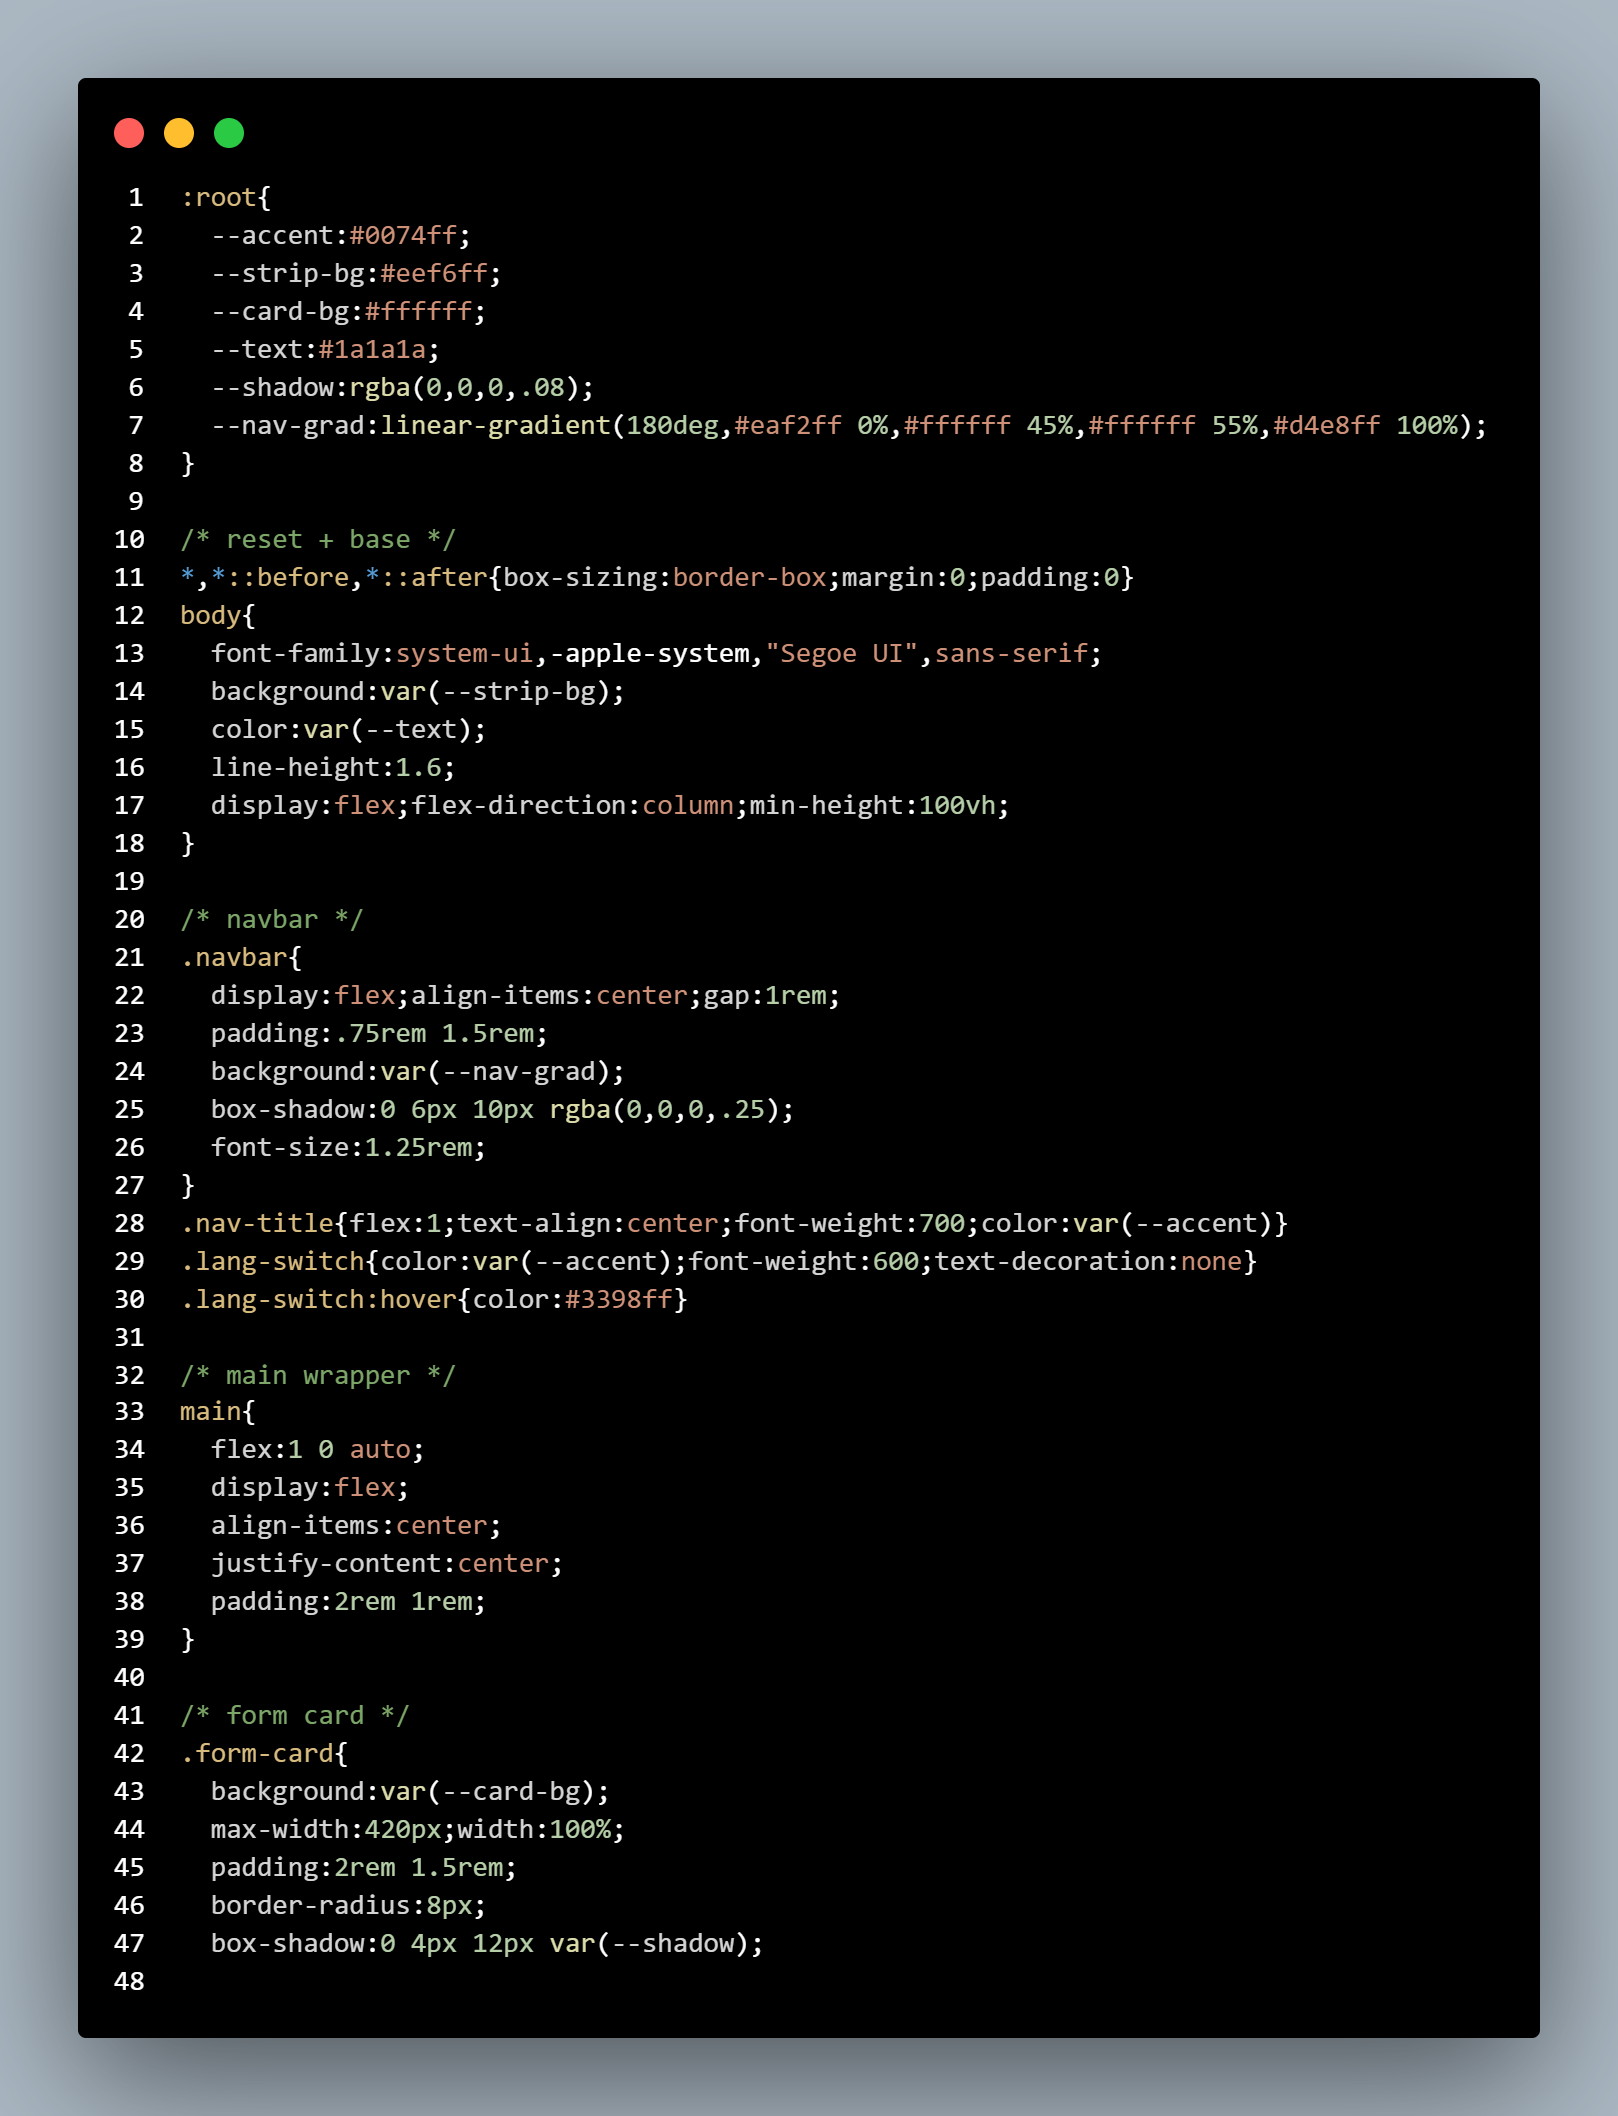 1 :root{
2   --accent:#0074ff;
3   --strip-bg:#eef6ff;
4   --card-bg:#ffffff;
5   --text:#1a1a1a;
6   --shadow:rgba(0,0,0,.08);
7   --nav-grad:linear-gradient(180deg,#eaf2ff 0%,#ffffff 45%,#ffffff 55%,#d4e8ff 100%);
8 }
9
10 /* reset + base */
11 *,*::before,*::after{box-sizing:border-box;margin:0;padding:0}
12 body{
13   font-family:system-ui,-apple-system,"Segoe UI",sans-serif;
14   background:var(--strip-bg);
15   color:var(--text);
16   line-height:1.6;
17   display:flex;flex-direction:column;min-height:100vh;
18 }
19
20 /* navbar */
21 .navbar{
22   display:flex;align-items:center;gap:1rem;
23   padding:.75rem 1.5rem;
24   background:var(--nav-grad);
25   box-shadow:0 6px 10px rgba(0,0,0,.25);
26   font-size:1.25rem;
27 }
28 .nav-title{flex:1;text-align:center;font-weight:700;color:var(--accent)}
29 .lang-switch{color:var(--accent);font-weight:600;text-decoration:none}
30 .lang-switch:hover{color:#3398ff}
31
32 /* main wrapper */
33 main{
34   flex:1 0 auto;
35   display:flex;
36   align-items:center;
37   justify-content:center;
38   padding:2rem 1rem;
39 }
40
41 /* form card */
42 .form-card{
43   background:var(--card-bg);
44   max-width:420px;width:100%;
45   padding:2rem 1.5rem;
46   border-radius:8px;
47   box-shadow:0 4px 12px var(--shadow);
48